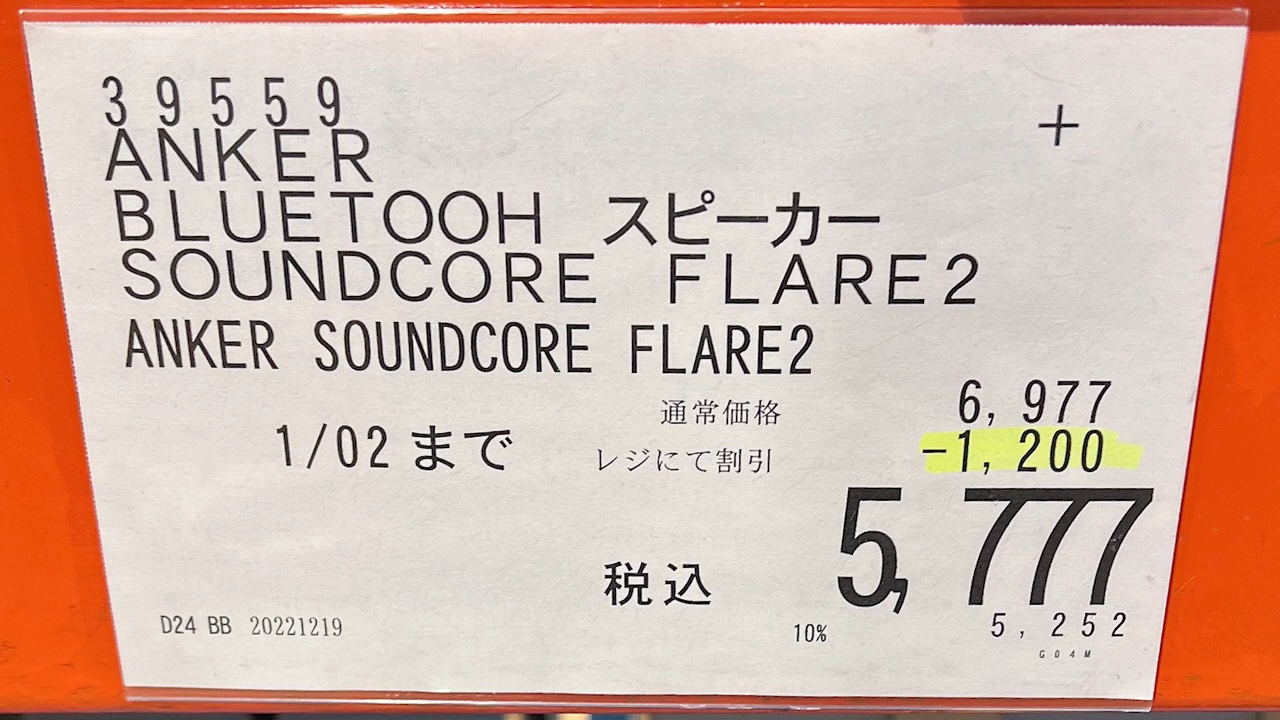 39559
+
ANKER
BLUETOOH スピーカー
SOUNDCORE FLARE2
ANKER SOUNDCORE FLARE2
通常価格 6,977
1/02まで レジにて割引 -1,200
5,777
税込
10% 5,252
D24 BB 20221219
G04M